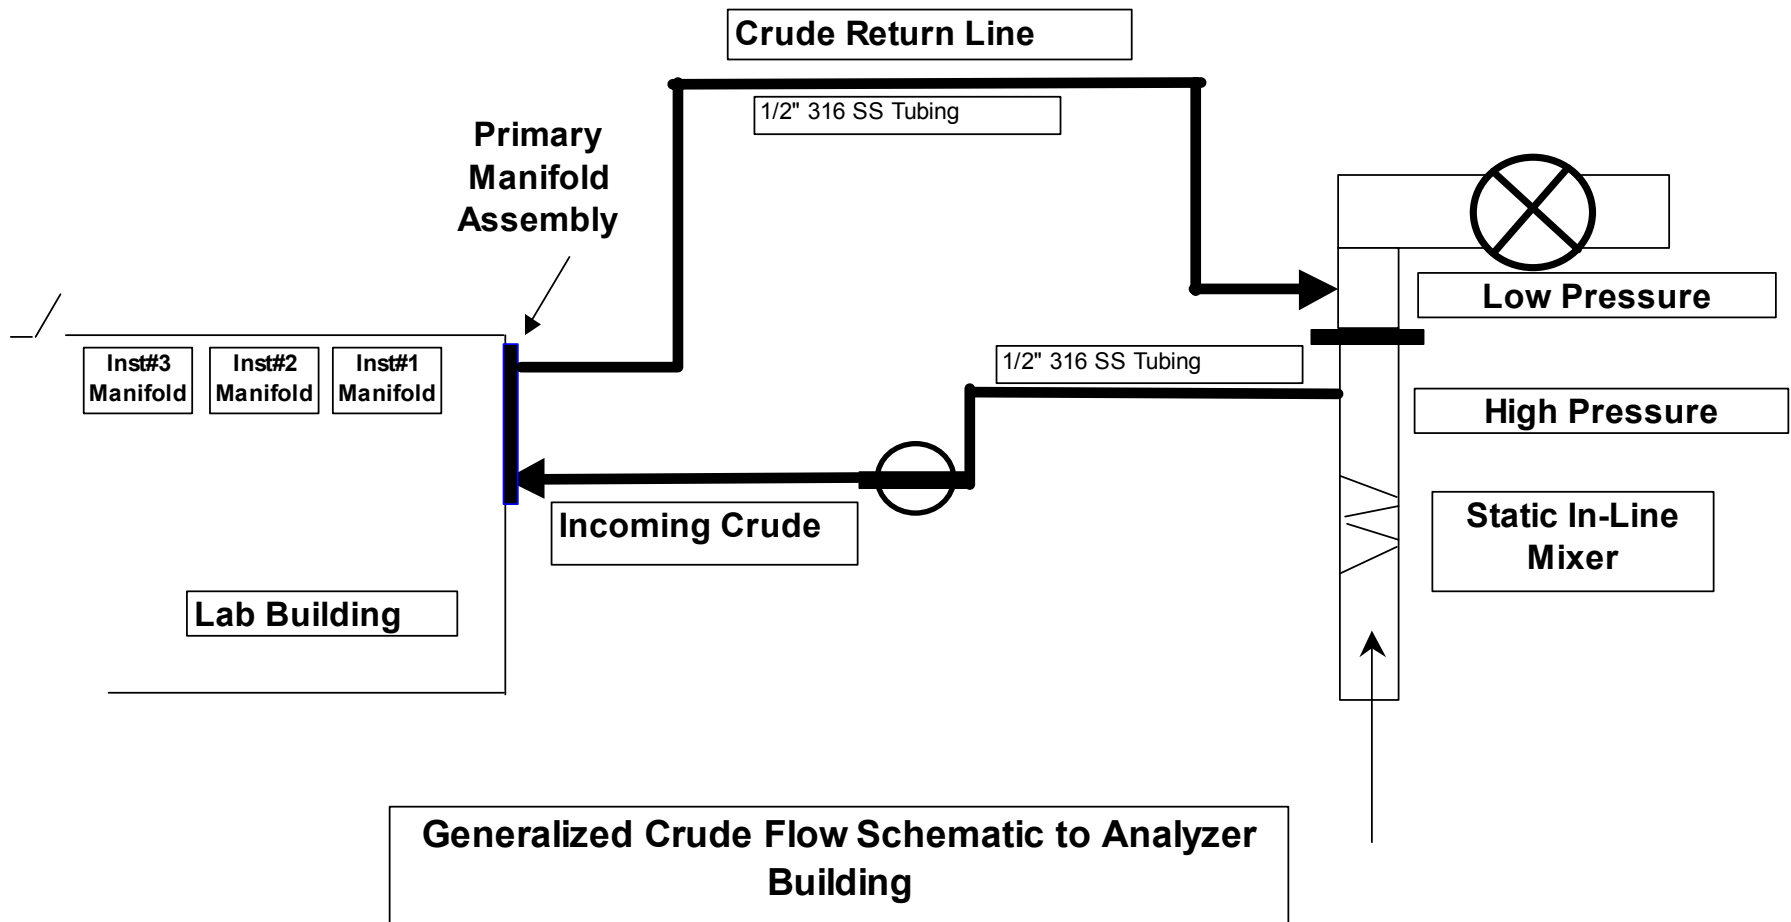 Crude Return Line
1/2" 316 SS Tubing
Primary
Manifold
Assembly
Low Pressure
Inst#3
Manifold
Inst#2
Manifold
Inst#1
Manifold
1/2" 316 SS Tubing
High Pressure
Incoming Crude
Static In-Line
Mixer
Lab Building
Generalized Crude Flow Schematic to Analyzer
Building